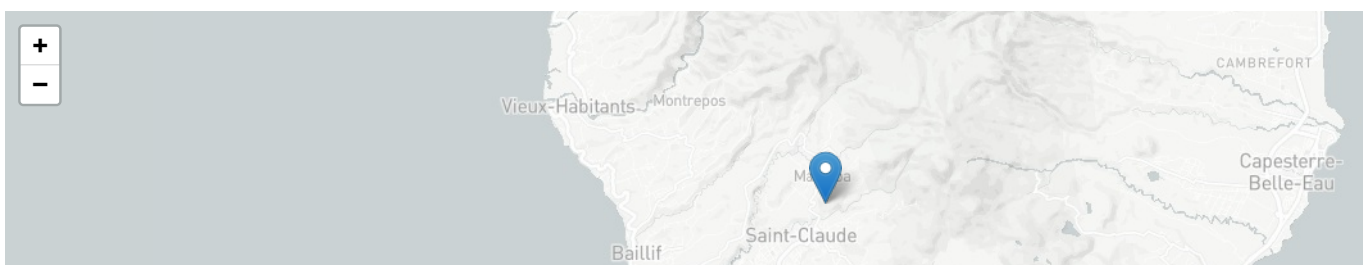 +
−
CAMBREFORT
Vieux-Habitants
Montrepos
Capesterre-
Belle-Eau
Saint-Claude
Baillif